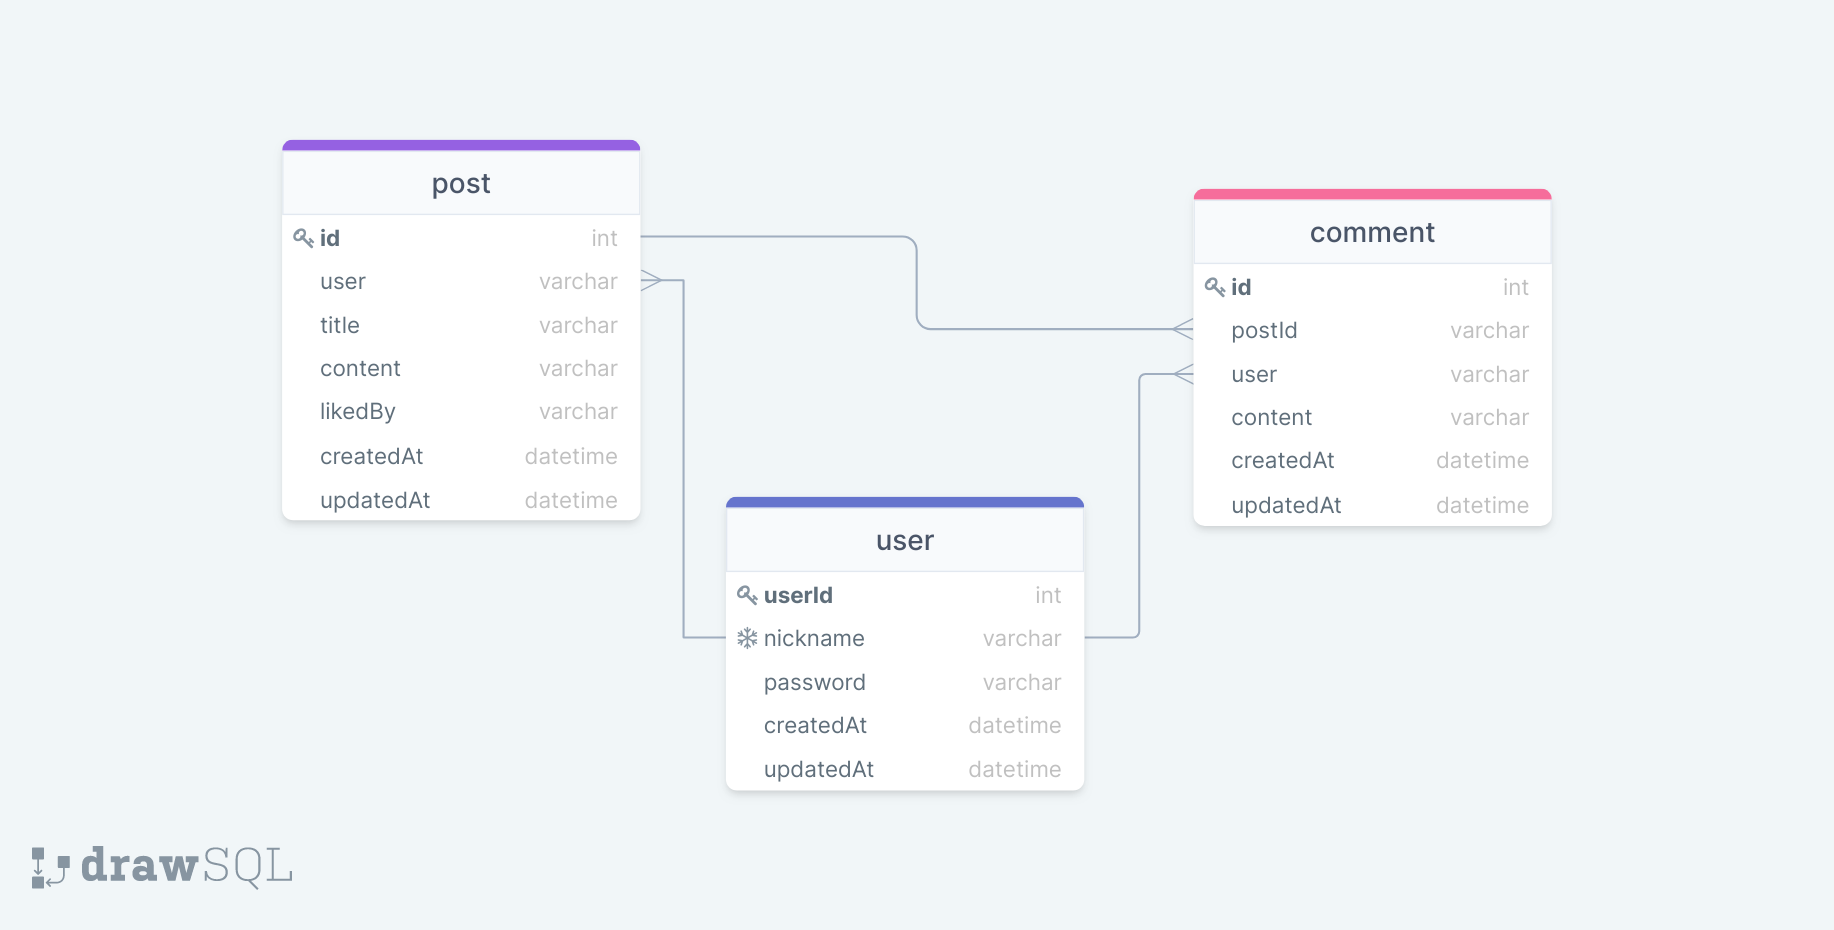 post
id int
user varchar
title varchar
content varchar
likedBy varchar
createdAt datetime
updatedAt datetime
comment
id int
postId varchar
user varchar
content varchar
createdAt datetime
updatedAt datetime
user
userId int
nickname varchar
password varchar
createdAt datetime
updatedAt datetime
drawSQL